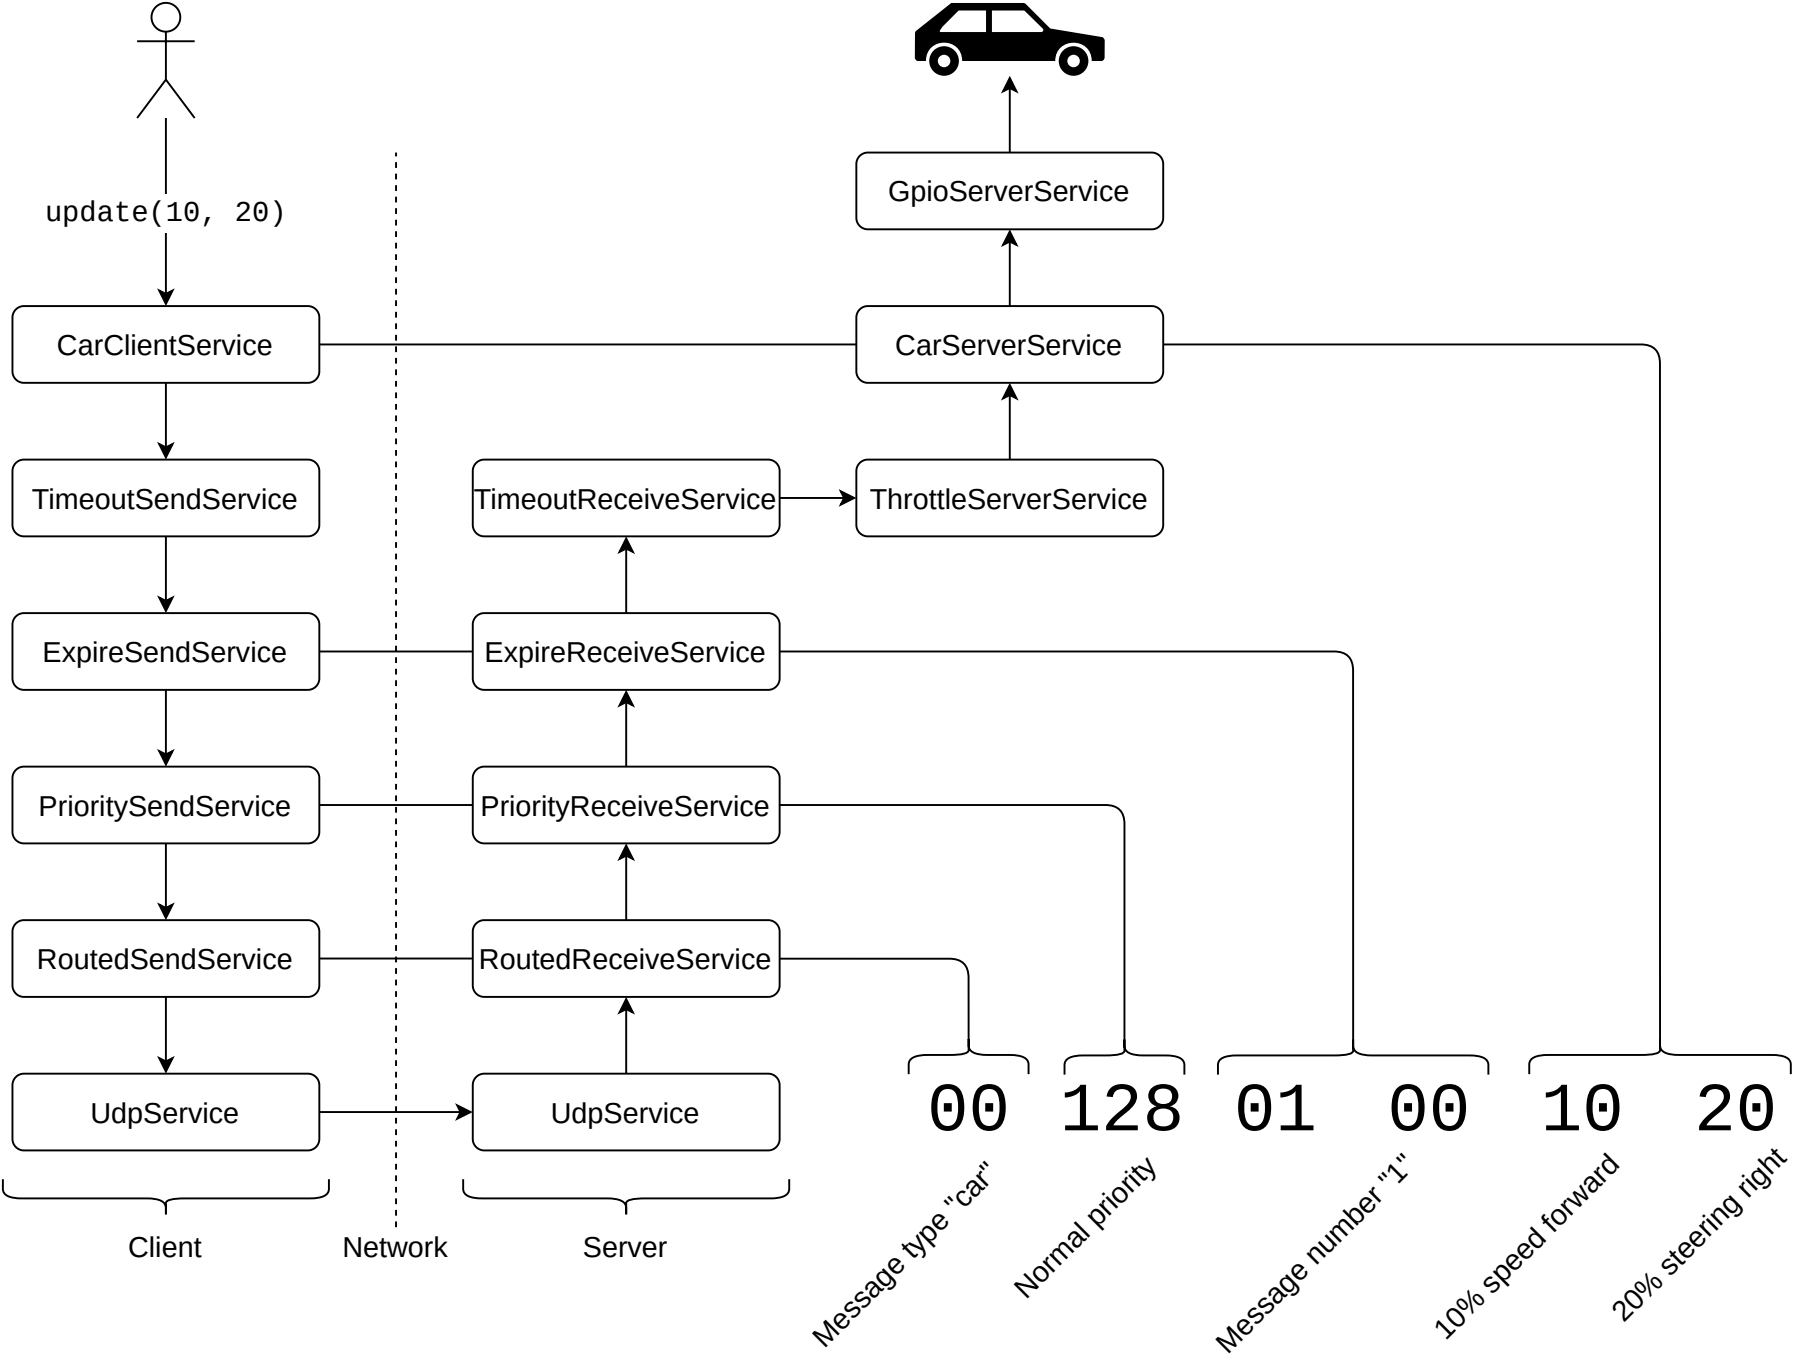 update(10, 20)
GpioServerService
CarClientService
CarServerService
TimeoutSendService
TimeoutReceiveService
ThrottleServerService
ExpireSendService
ExpireReceiveService
PrioritySendService
PriorityReceiveService
RoutedSendService
RoutedReceiveService
UdpService
UdpService
00 128 01 00 10 20
Message type "car"
Normal priority
Message number "1"
10% speed forward
20% steering right
Client
Network
Server